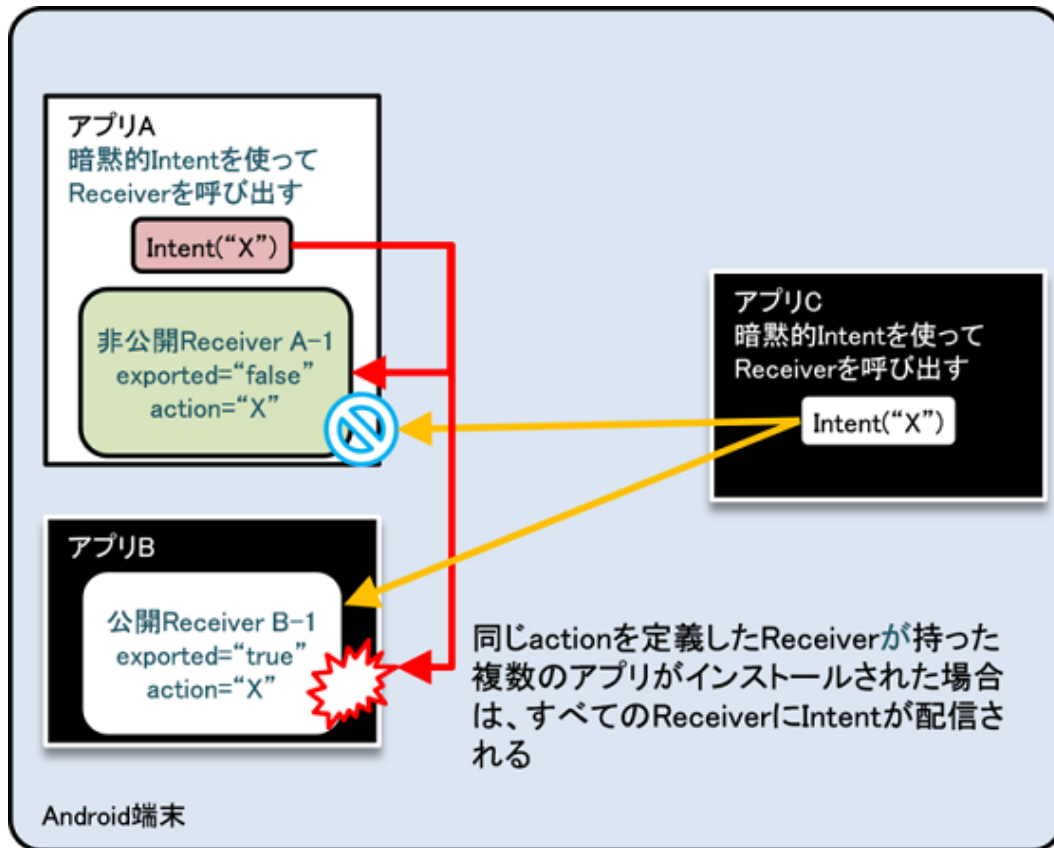 アプリA
暗黙的Intentを使って
Receiverを呼び出す
Intent(“X”)
非公開Receiver A-1
exported=“false”
action=“X”
アプリC
暗黙的Intentを使って
Receiverを呼び出す
Intent(“X”)
アプリB
公開Receiver B-1
exported=“true”
action=“X”
同じactionを定義したReceiverが持った
複数のアプリがインストールされた場合
は、すべてのReceiverにIntentが配信さ
れる
Android端末